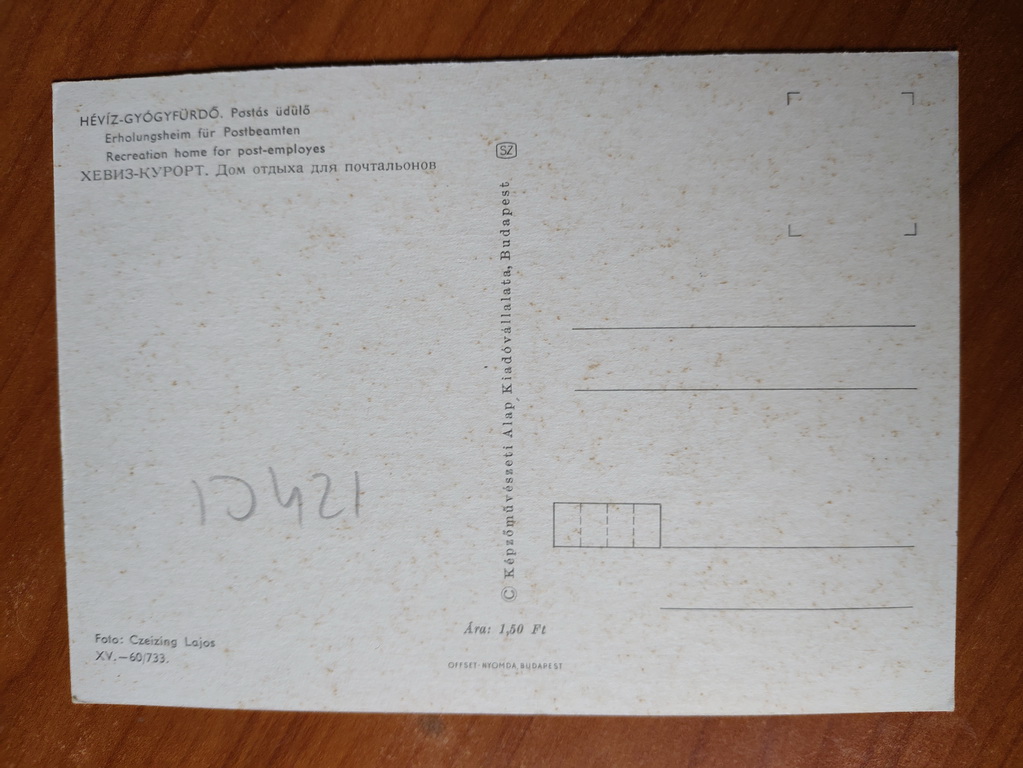 HÉVÍZ-GYÓGYFÜRDŐ. Postás üdülő
Erholungsheim für Postbeamten
Recreation home for post-employes
ХЕВИЗ-КУРОРТ. Дом отдыха для почтальонов
SZ
© Képzőművészeti Alap Kiadóvállalata, Budapest
Foto: Czeizing Lajos
XV.—60/733.
Ára: 1,50 Ft
OFFSET-NYOMDA BUDAPEST